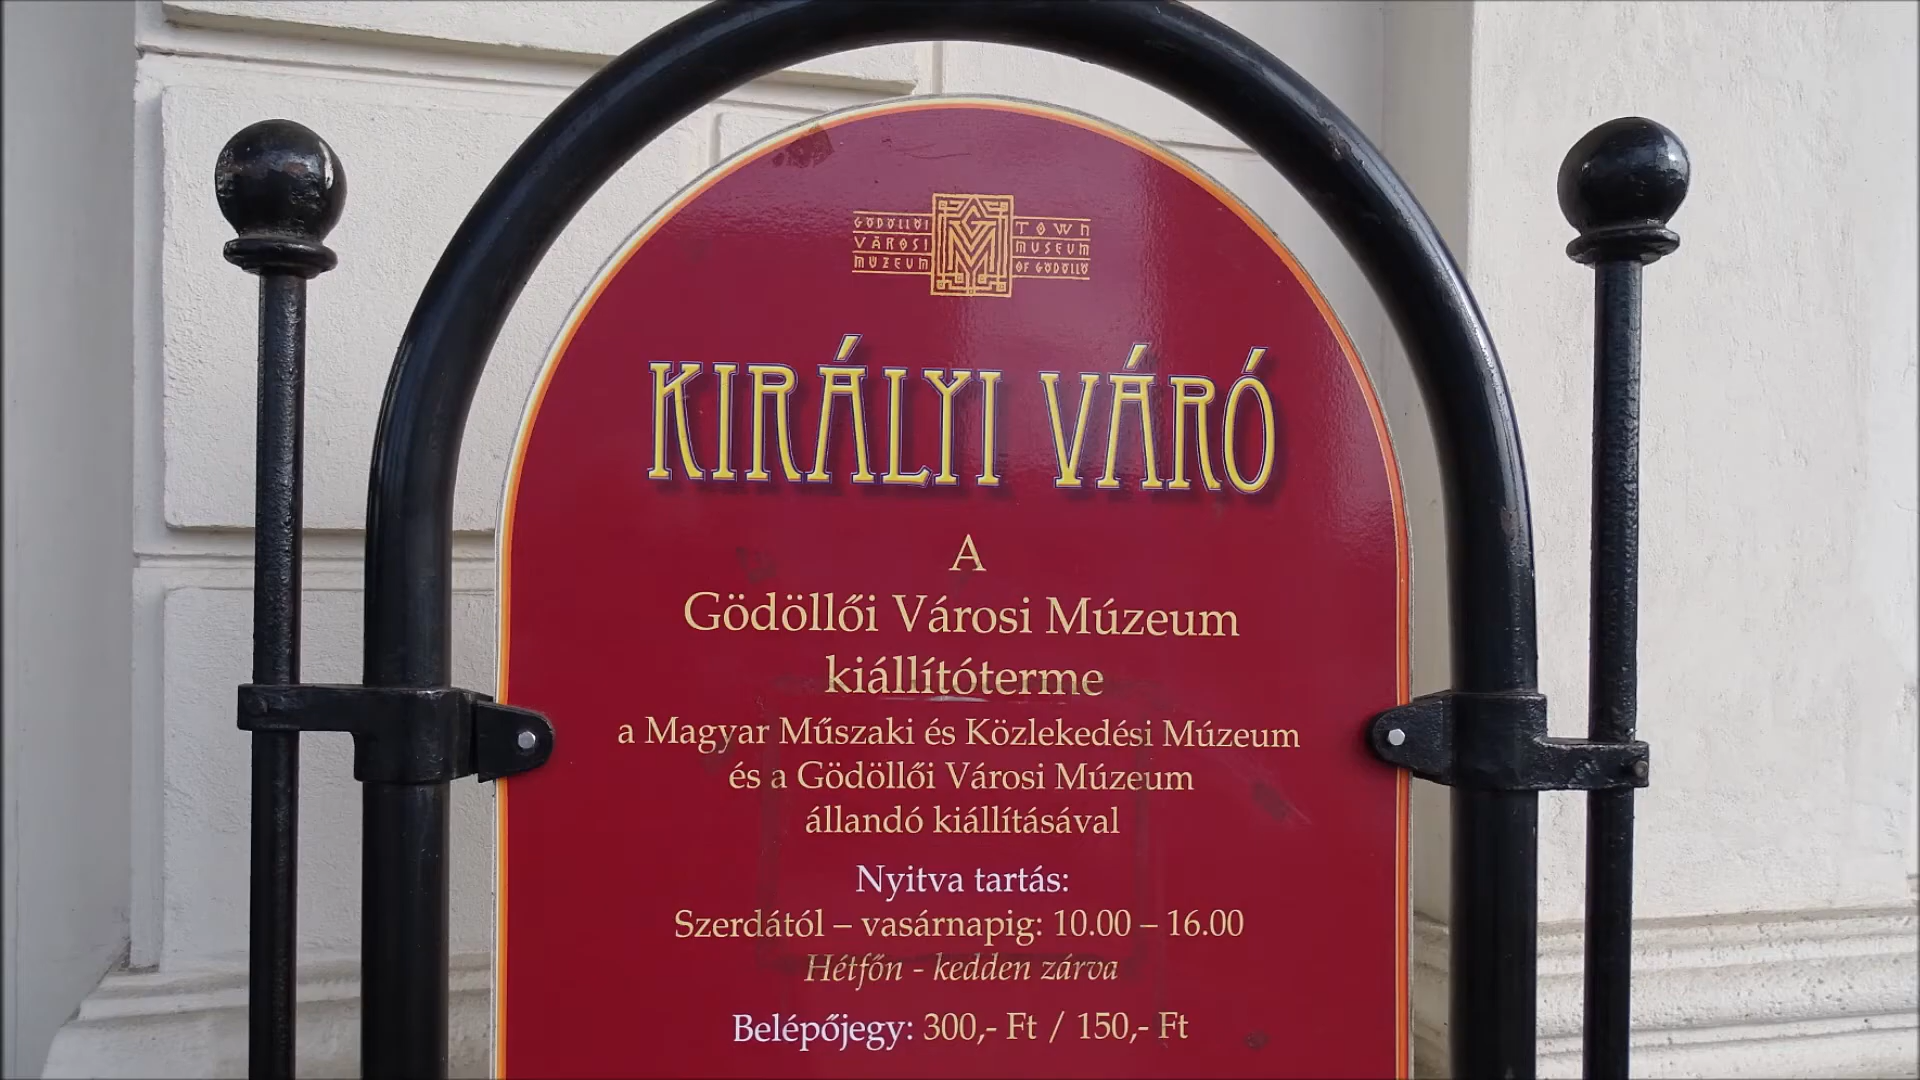 GÖDÖLLŐI
VÁROSI
MÚZEUM
GVM
TOWN
MUSEUM
OF GÖDÖLLŐ
KIRÁLYI VÁRÓ
A
Gödöllői Városi Múzeum
kiállítóterme
a Magyar Műszaki és Közlekedési Múzeum
és a Gödöllői Városi Múzeum
állandó kiállításával
Nyitva tartás:
Szerdától – vasárnapig: 10.00 – 16.00
Hétfőn - kedden zárva
Belépőjegy: 300,- Ft / 150,- Ft